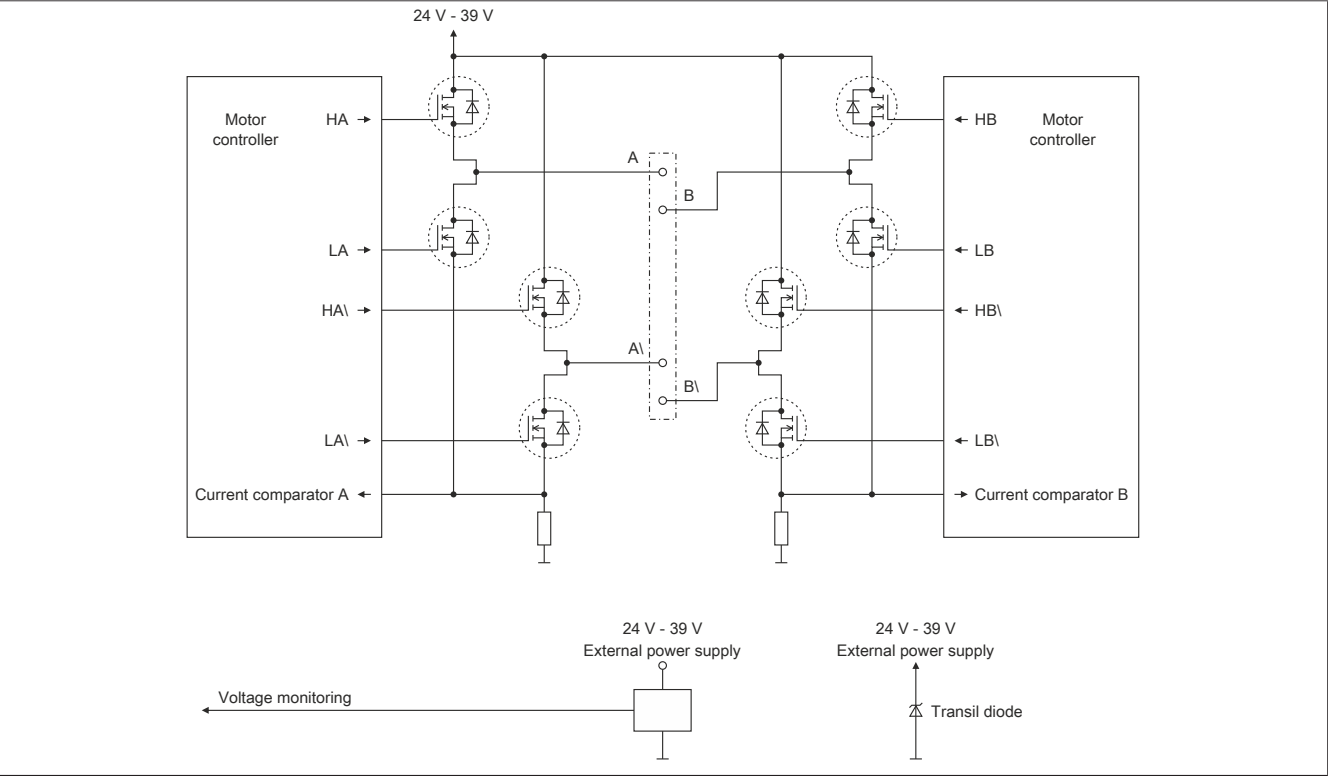 24 V - 39 V
Motor
controller
HA
LA
HA\
LA\
Current comparator A
A
B
A\
B\
HB
Motor
controller
LB
HB\
LB\
Current comparator B
24 V - 39 V
External power supply
24 V - 39 V
External power supply
Voltage monitoring
Transil diode